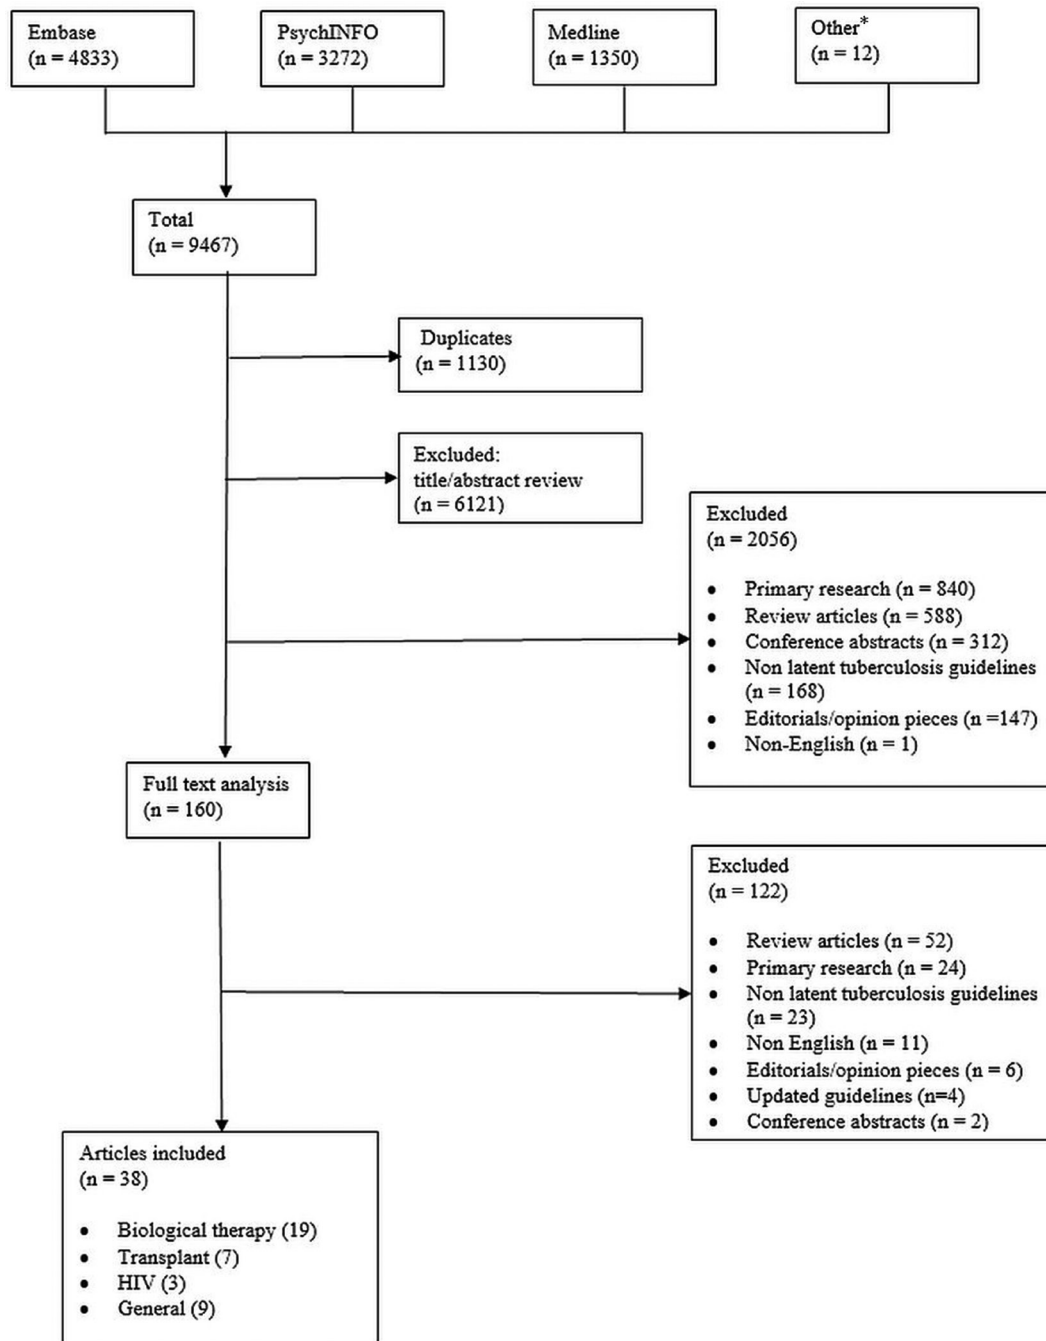 Embase
(n = 4833)
PsychINFO
(n = 3272)
Medline
(n = 1350)
Other*
(n = 12)
Total
(n = 9467)
Duplicates
(n = 1130)
Excluded:
title/abstract review
(n = 6121)
Excluded
(n = 2056)
• Primary research (n = 840)
• Review articles (n = 588)
• Conference abstracts (n = 312)
• Non latent tuberculosis guidelines
(n = 168)
• Editorials/opinion pieces (n =147)
• Non-English (n = 1)
Full text analysis
(n = 160)
Excluded
(n = 122)
• Review articles (n = 52)
• Primary research (n = 24)
• Non latent tuberculosis guidelines
(n = 23)
• Non English (n = 11)
• Editorials/opinion pieces (n = 6)
• Updated guidelines (n=4)
• Conference abstracts (n = 2)
Articles included
(n = 38)
• Biological therapy (19)
• Transplant (7)
• HIV (3)
• General (9)